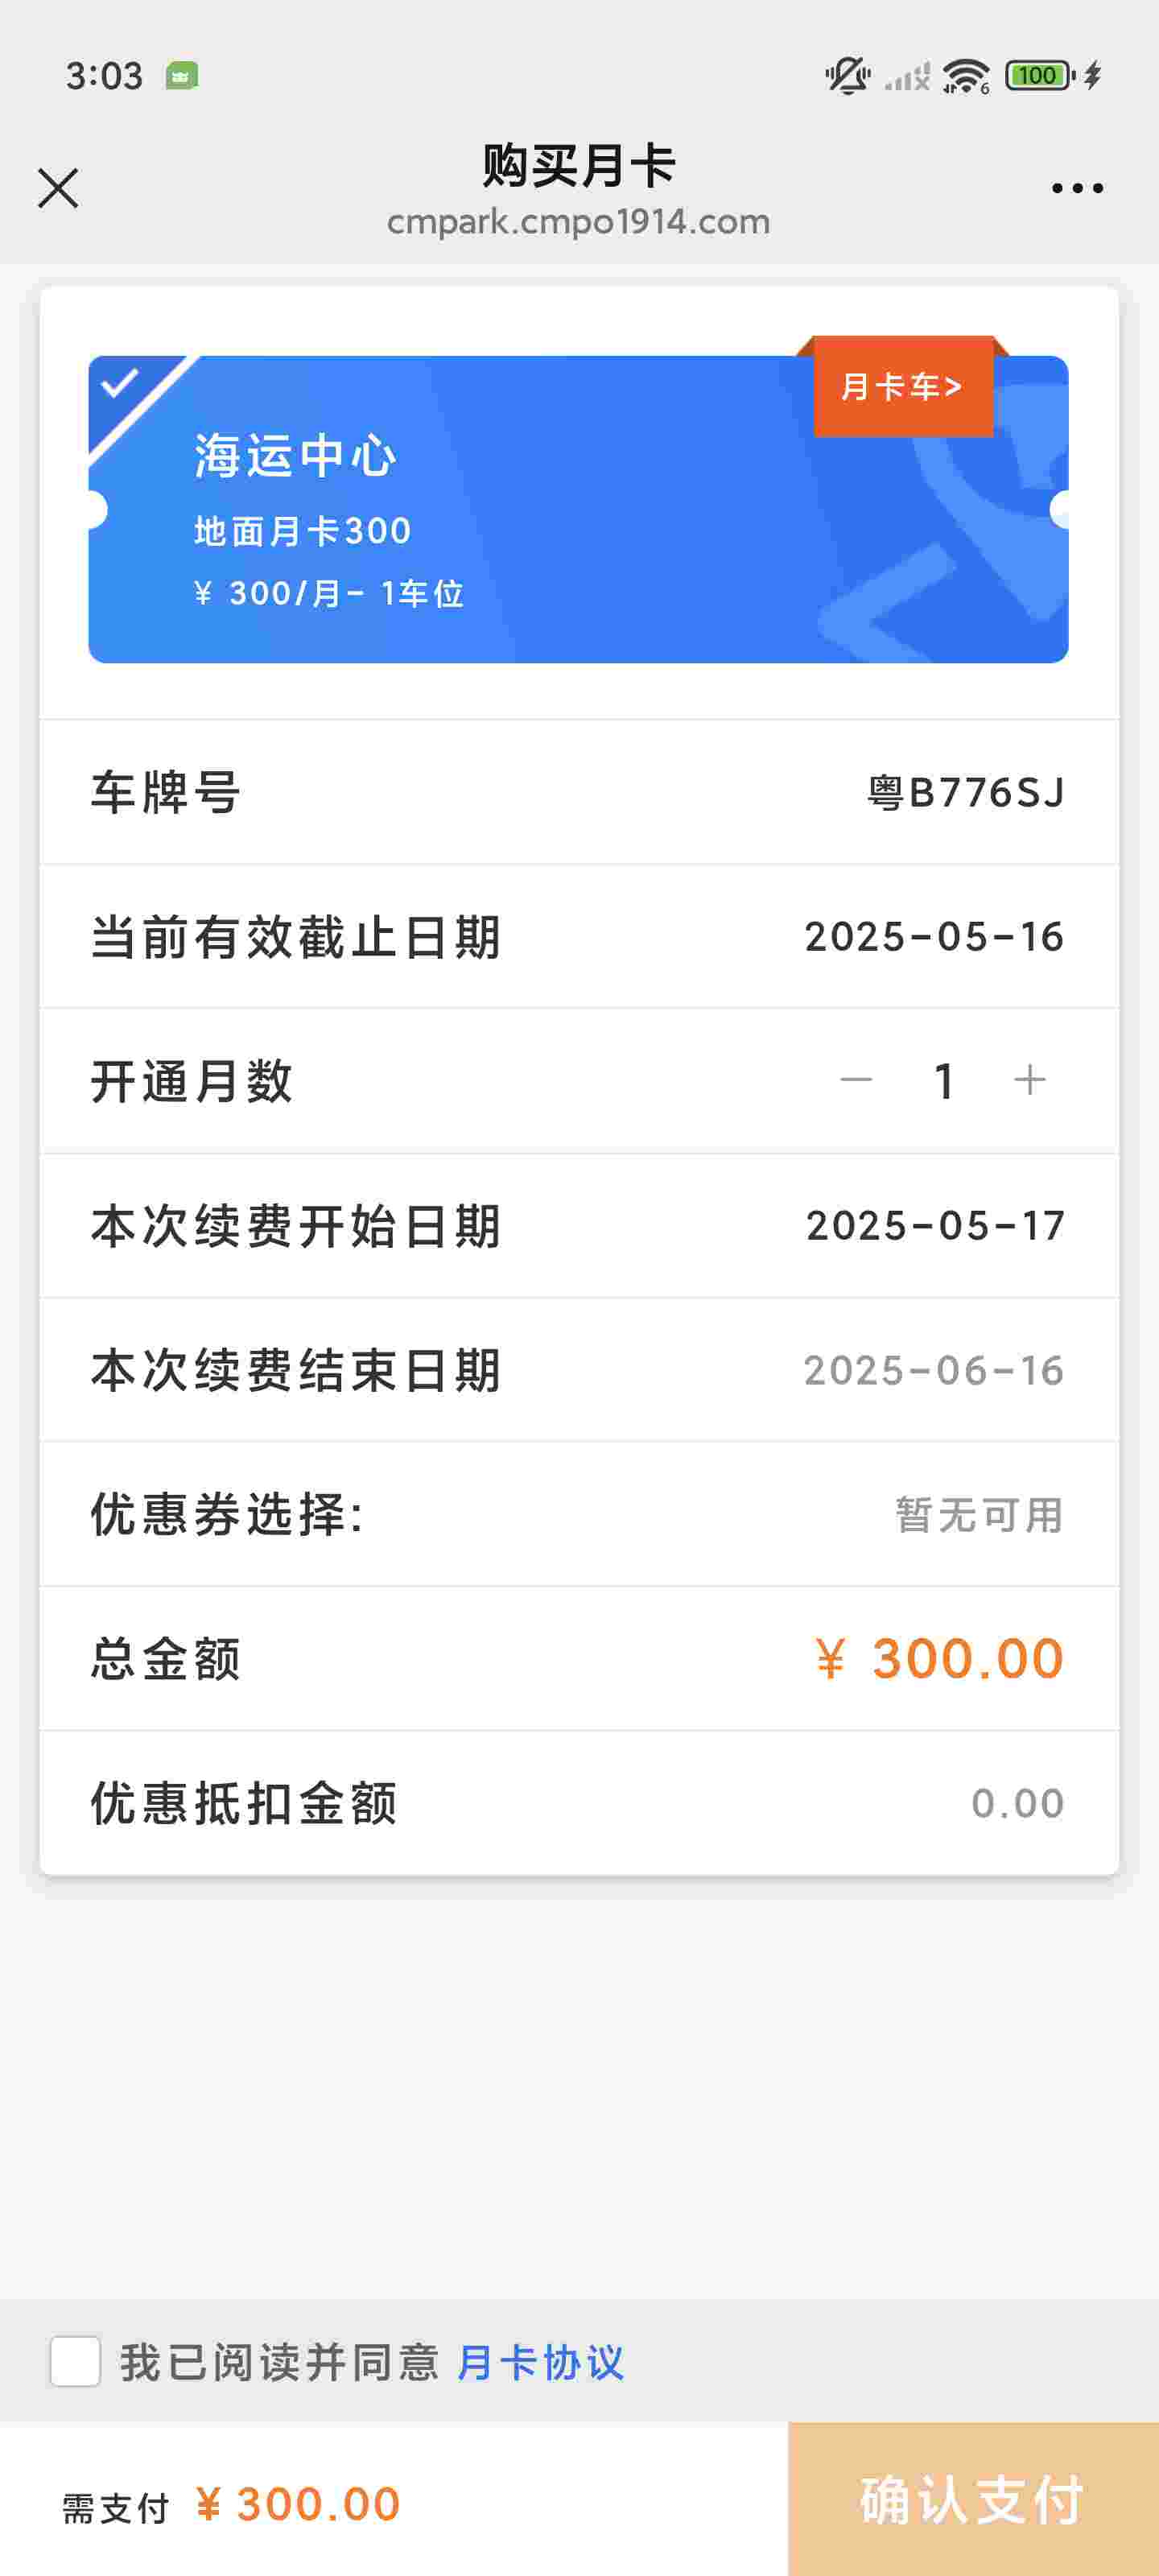 3:03
6
100
购买月卡
cmpark.cmpo1914.com
月卡车>
海运中心
地面月卡300
¥ 300/月- 1车位
车牌号 粤B776SJ
当前有效截止日期 2025-05-16
开通月数 － 1 ＋
本次续费开始日期 2025-05-17
本次续费结束日期 2025-06-16
优惠券选择: 暂无可用
总金额 ¥ 300.00
优惠抵扣金额 0.00
我已阅读并同意 月卡协议
需支付 ¥ 300.00 确认支付